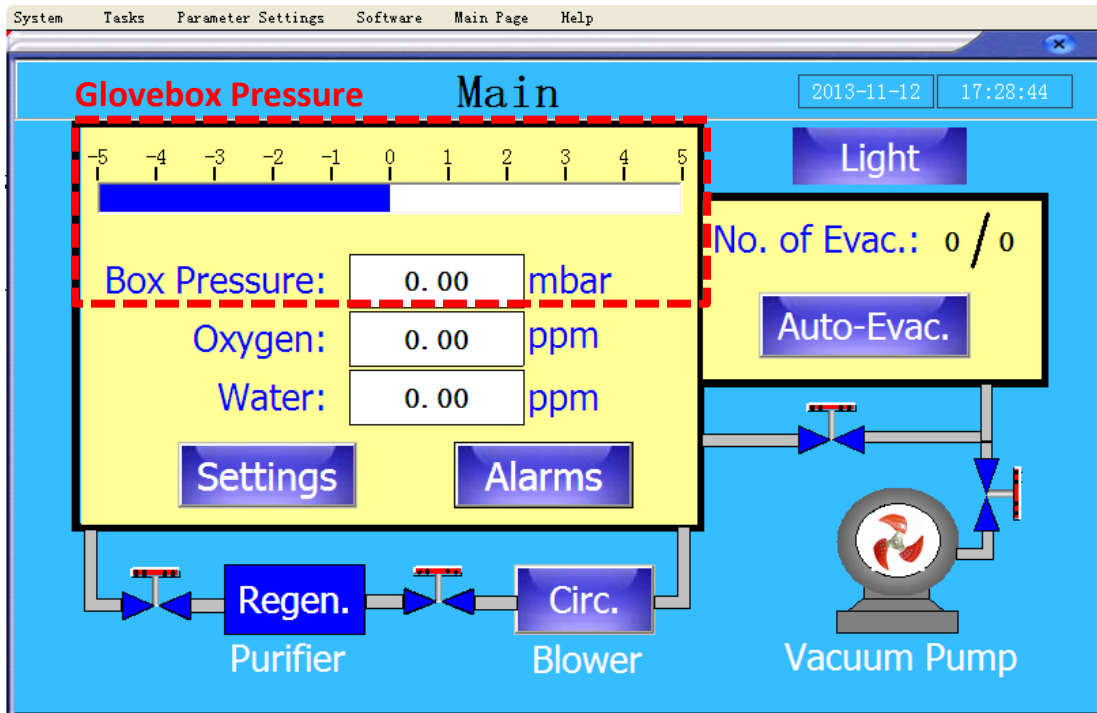 System Tasks Parameter Settings Software Main Page Help
Glovebox Pressure Main 2013-11-12 17:28:44
-5 -4 -3 -2 -1 0 1 2 3 4 5
Light
No. of Evac.: 0 / 0
Box Pressure: 0.00 mbar
Oxygen: 0.00 ppm
Auto-Evac.
Water: 0.00 ppm
Settings Alarms
Regen. Circ.
Purifier Blower Vacuum Pump